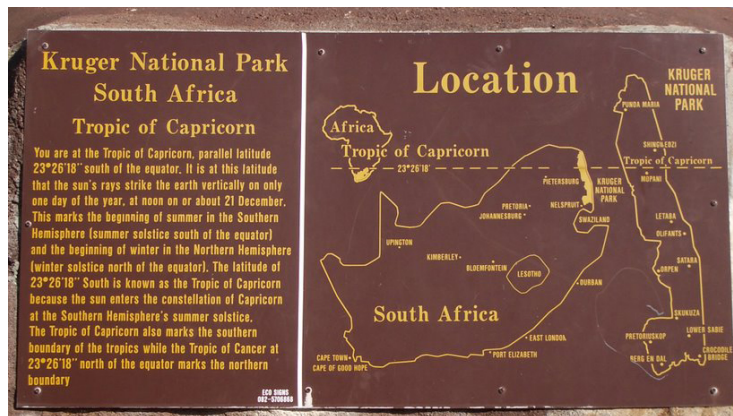 Kruger National Park
South Africa
Tropic of Capricorn
You are at the Tropic of Capricorn, parallel latitude
23°26'18'' south of the equator. It is at this latitude
that the sun's rays strike the earth vertically on only
one day of the year, at noon on or about 21 December.
This marks the beginning of summer in the Southern
Hemisphere (summer solstice south of the equator)
and the beginning of winter in the Northern Hemisphere
(winter solstice north of the equator). The latitude of
23°26'18'' South is known as the Tropic of Capricorn
because the sun enters the constellation of Capricorn
at the Southern Hemisphere's summer solstice.
The Tropic of Capricorn also marks the southern
boundary of the tropics while the Tropic of Cancer at
23°26'18'' north of the equator marks the northern
boundary
ECO SIGNS
082-5706868
Location
Africa
Tropic of Capricorn
23°26'18'
PIETERSBURG
KRUGER
NATIONAL
PARK
PRETORIA
JOHANNESBURG
NELSPRUIT
SWAZILAND
UPINGTON
KIMBERLEY
BLOEMFONTEIN
LESOTHO
DURBAN
South Africa
EAST LONDON
PORT ELIZABETH
CAPE TOWN
CAPE OF GOOD HOPE
KRUGER
NATIONAL
PARK
PUNDA MARIA
SHINGWEDZI
Tropic of Capricorn
MOPANI
LETABA
OLIFANTS
SATARA
ORPEN
SKUKUZA
LOWER SABIE
PRETORIUSKOP
CROCODILE
BRIDGE
BERG EN DAL